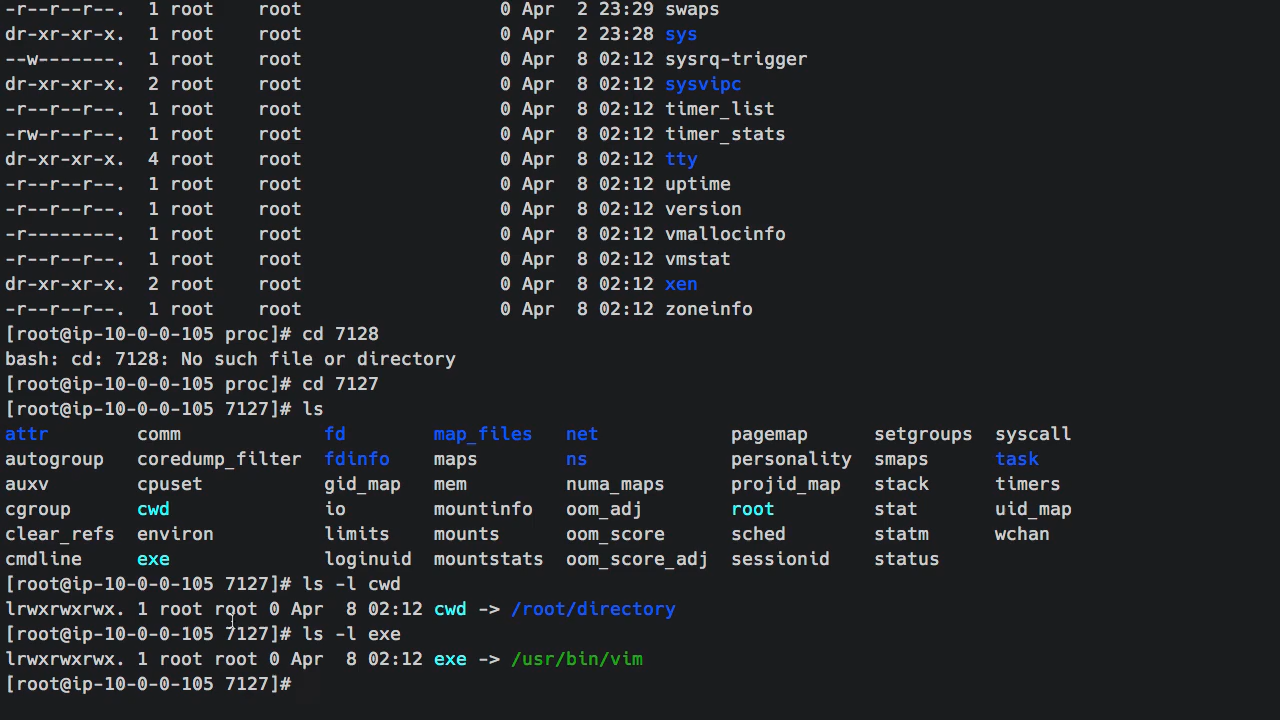 -r--r--r--.  1 root    root                  0 Apr  2 23:29 swaps
dr-xr-xr-x.  1 root    root                  0 Apr  2 23:28 sys
--w-------.  1 root    root                  0 Apr  8 02:12 sysrq-trigger
dr-xr-xr-x.  2 root    root                  0 Apr  8 02:12 sysvipc
-r--r--r--.  1 root    root                  0 Apr  8 02:12 timer_list
-rw-r--r--.  1 root    root                  0 Apr  8 02:12 timer_stats
dr-xr-xr-x.  4 root    root                  0 Apr  8 02:12 tty
-r--r--r--.  1 root    root                  0 Apr  8 02:12 uptime
-r--r--r--.  1 root    root                  0 Apr  8 02:12 version
-r--------.  1 root    root                  0 Apr  8 02:12 vmallocinfo
-r--r--r--.  1 root    root                  0 Apr  8 02:12 vmstat
dr-xr-xr-x.  2 root    root                  0 Apr  8 02:12 xen
-r--r--r--.  1 root    root                  0 Apr  8 02:12 zoneinfo
[root@ip-10-0-0-105 proc]# cd 7128
bash: cd: 7128: No such file or directory
[root@ip-10-0-0-105 proc]# cd 7127
[root@ip-10-0-0-105 7127]# ls
attr        comm             fd         map_files   net            pagemap      setgroups  syscall
autogroup   coredump_filter  fdinfo     maps        ns             personality  smaps      task
auxv        cpuset           gid_map    mem         numa_maps      projid_map   stack      timers
cgroup      cwd              io         mountinfo   oom_adj        root         stat       uid_map
clear_refs  environ          limits     mounts      oom_score      sched        statm      wchan
cmdline     exe              loginuid   mountstats  oom_score_adj  sessionid    status
[root@ip-10-0-0-105 7127]# ls -l cwd
lrwxrwxrwx. 1 root root 0 Apr  8 02:12 cwd -> /root/directory
[root@ip-10-0-0-105 7127]# ls -l exe
lrwxrwxrwx. 1 root root 0 Apr  8 02:12 exe -> /usr/bin/vim
[root@ip-10-0-0-105 7127]#